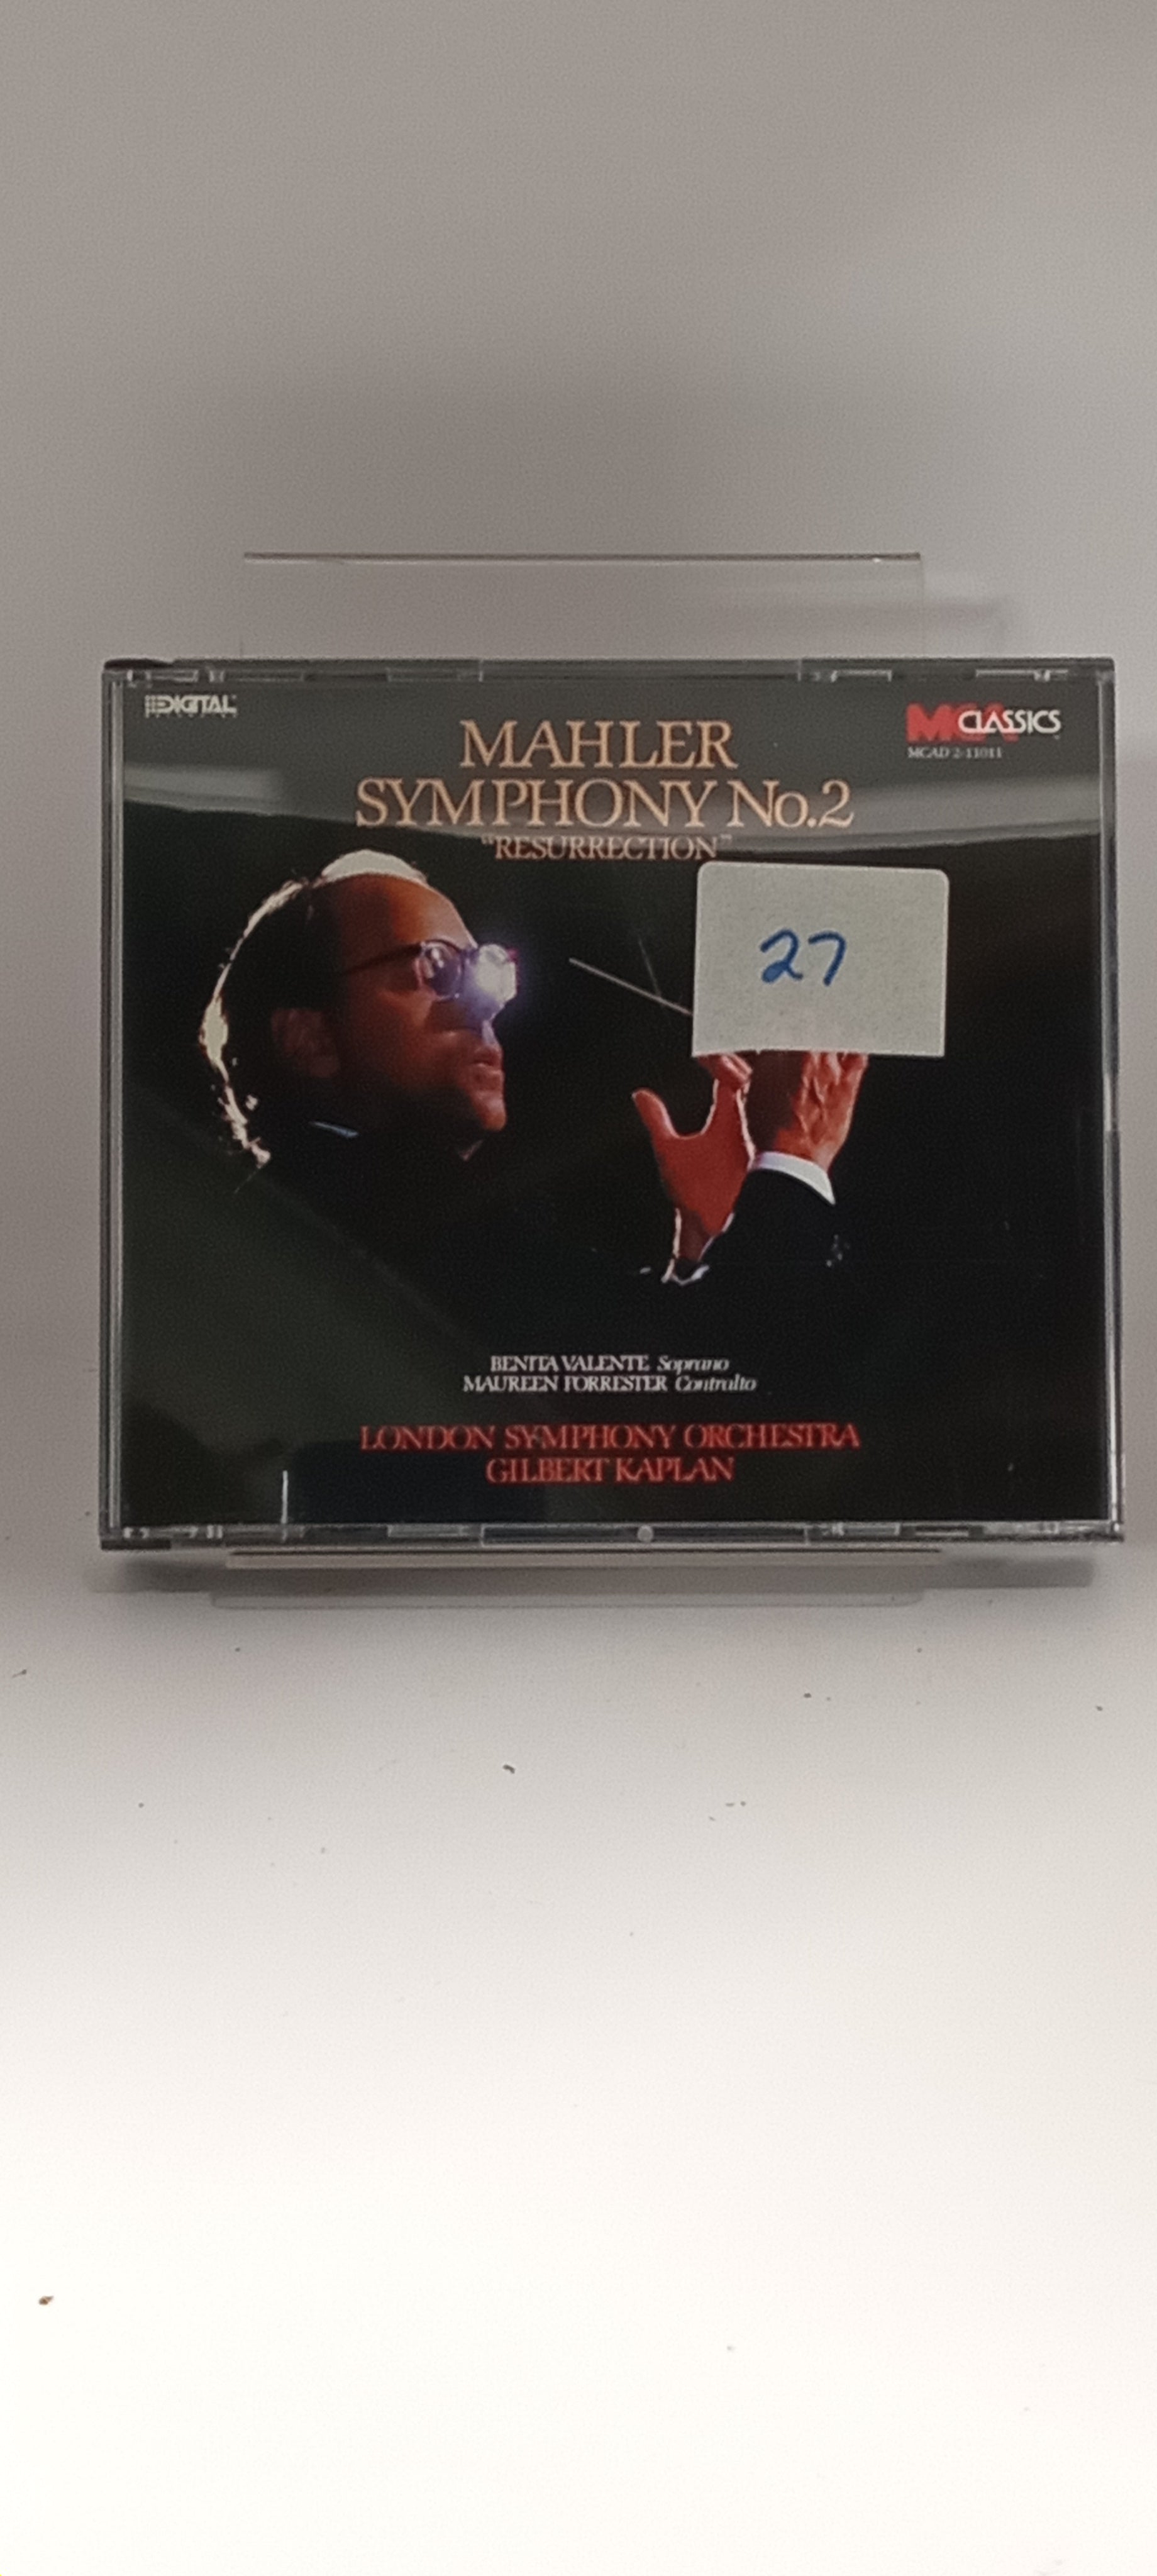 DIGITAL
MCA CLASSICS
MCAD 2-11011
MAHLER
SYMPHONY No.2
"RESURRECTION"
27
BENITA VALENTE Soprano
MAUREEN FORRESTER Contralto
LONDON SYMPHONY ORCHESTRA
GILBERT KAPLAN